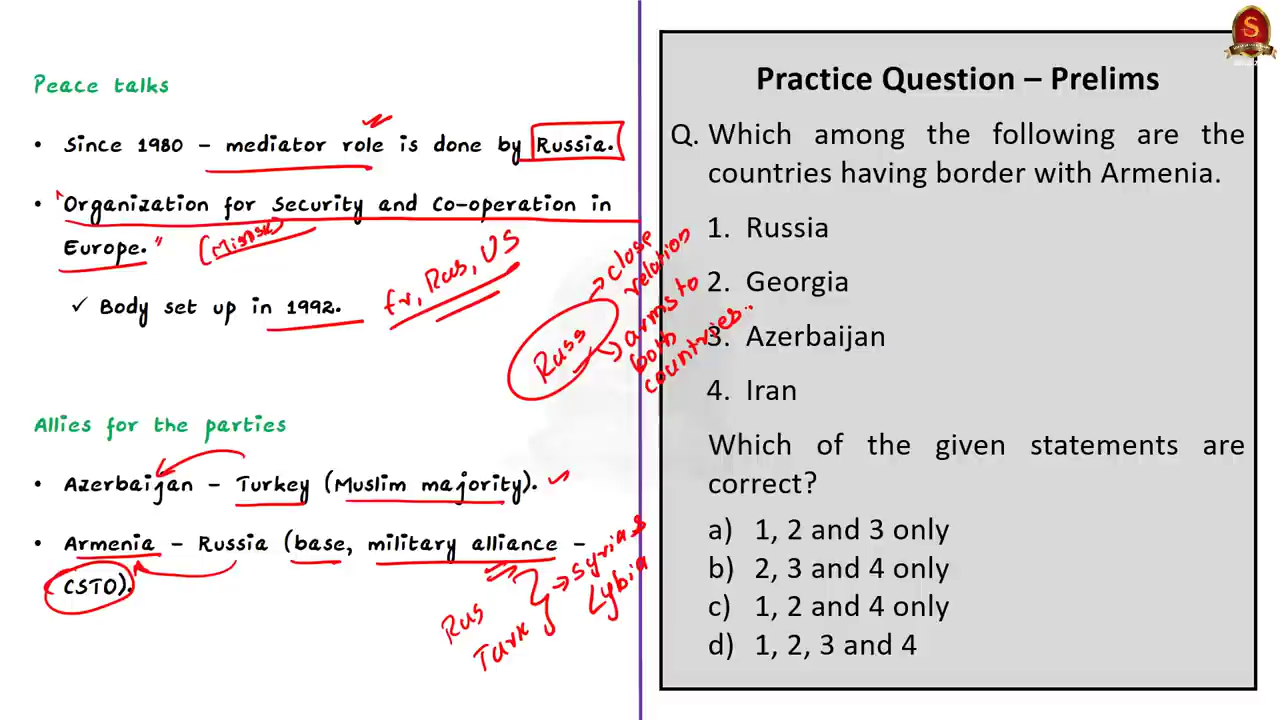 Peace talks
• Since 1980 – mediator role is done by Russia.
• "Organization for Security and Co-operation in
Europe." (Minsk)
✓ Body set up in 1992.
fr, Rus, US
Russ
close
relation
arms to
both
countries..
Allies for the parties
• Azerbaijan – Turkey (Muslim majority).
• Armenia – Russia (base, military alliance –
CSTO).
Rus
Turk
Syria &
Lybia
S
Practice Question – Prelims
Q. Which among the following are the
countries having border with Armenia.
1. Russia
2. Georgia
3. Azerbaijan
4. Iran
Which of the given statements are
correct?
a) 1, 2 and 3 only
b) 2, 3 and 4 only
c) 1, 2 and 4 only
d) 1, 2, 3 and 4